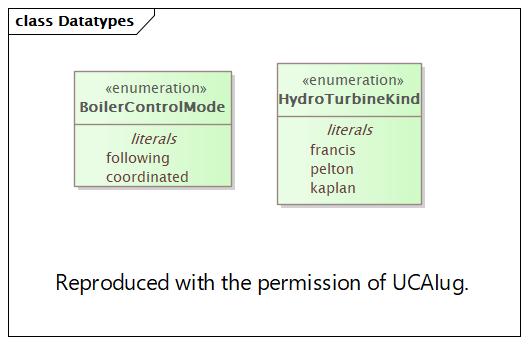 class Datatypes
«enumeration»
BoilerControlMode
literals
following
coordinated
«enumeration»
HydroTurbineKind
literals
francis
pelton
kaplan
Reproduced with the permission of UCAIug.